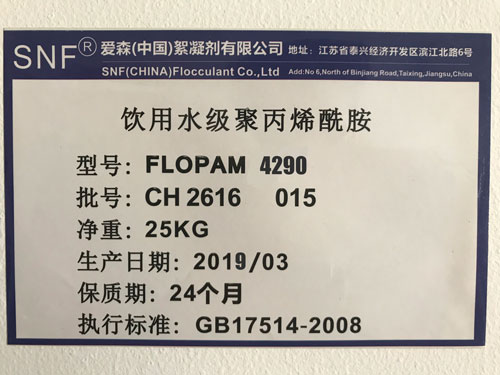 SNF® 爱森(中国)絮凝剂有限公司 地址：江苏省泰兴经济开发区滨江北路6号
SNF(CHINA)Flocculant Co.,Ltd Add:No 6,North of Binjiang Road,Taixing,Jiangsu,China
饮用水级聚丙烯酰胺
型号：FLOPAM 4290
批号：CH 2616 015
净重：25KG
生产日期：2019/03
保质期：24个月
执行标准：GB17514-2008